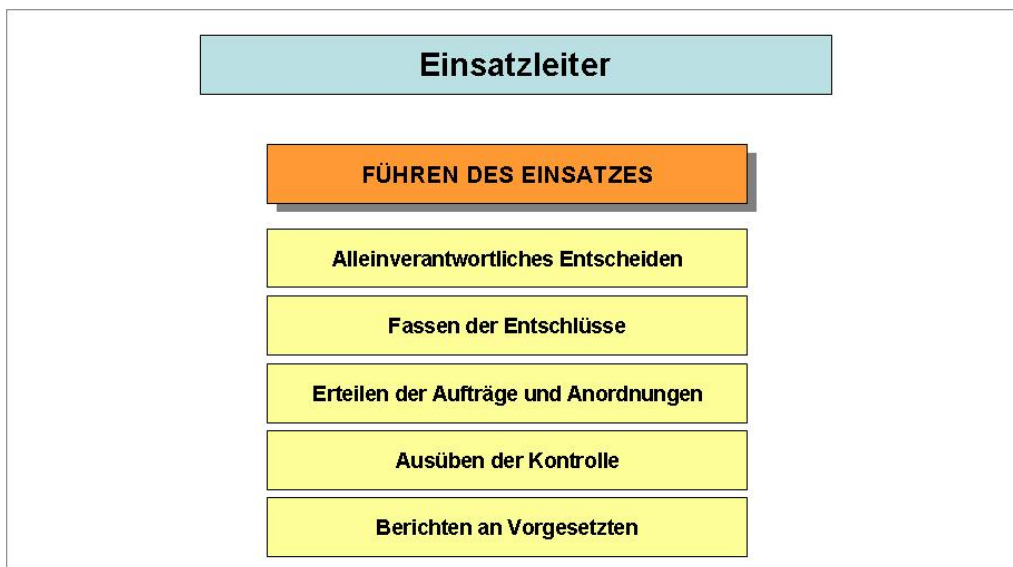 Einsatzleiter
FÜHREN DES EINSATZES
Alleinverantwortliches Entscheiden
Fassen der Entschlüsse
Erteilen der Aufträge und Anordnungen
Ausüben der Kontrolle
Berichten an Vorgesetzten